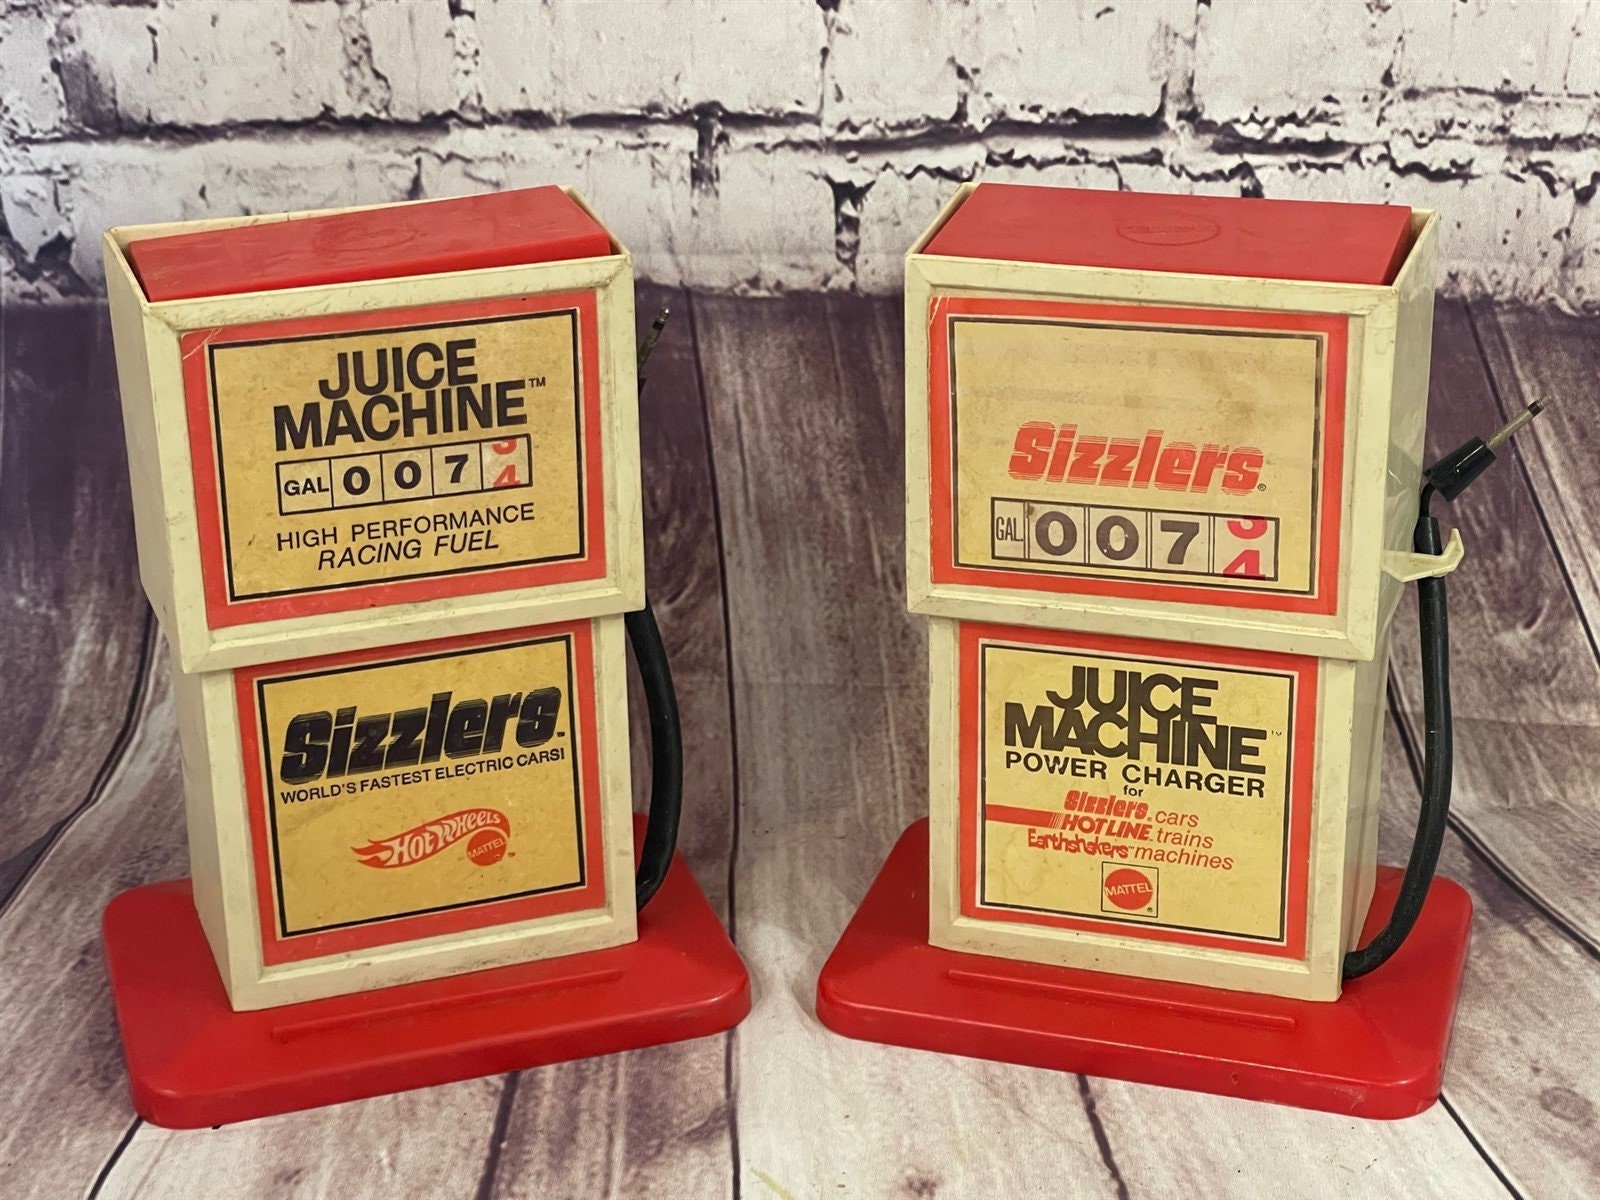 JUICE
MACHINE™
GAL 0 0 7 3 4
HIGH PERFORMANCE
RACING FUEL
Sizzlers™
WORLD'S FASTEST ELECTRIC CARS!
HOT WHEELS
MATTEL
Sizzlers®
GAL. 0 0 7 3 4
JUICE
MACHINE™
POWER CHARGER
for
Sizzlers® cars
HOTLINE™ trains
Earthshakers™ machines
MATTEL®